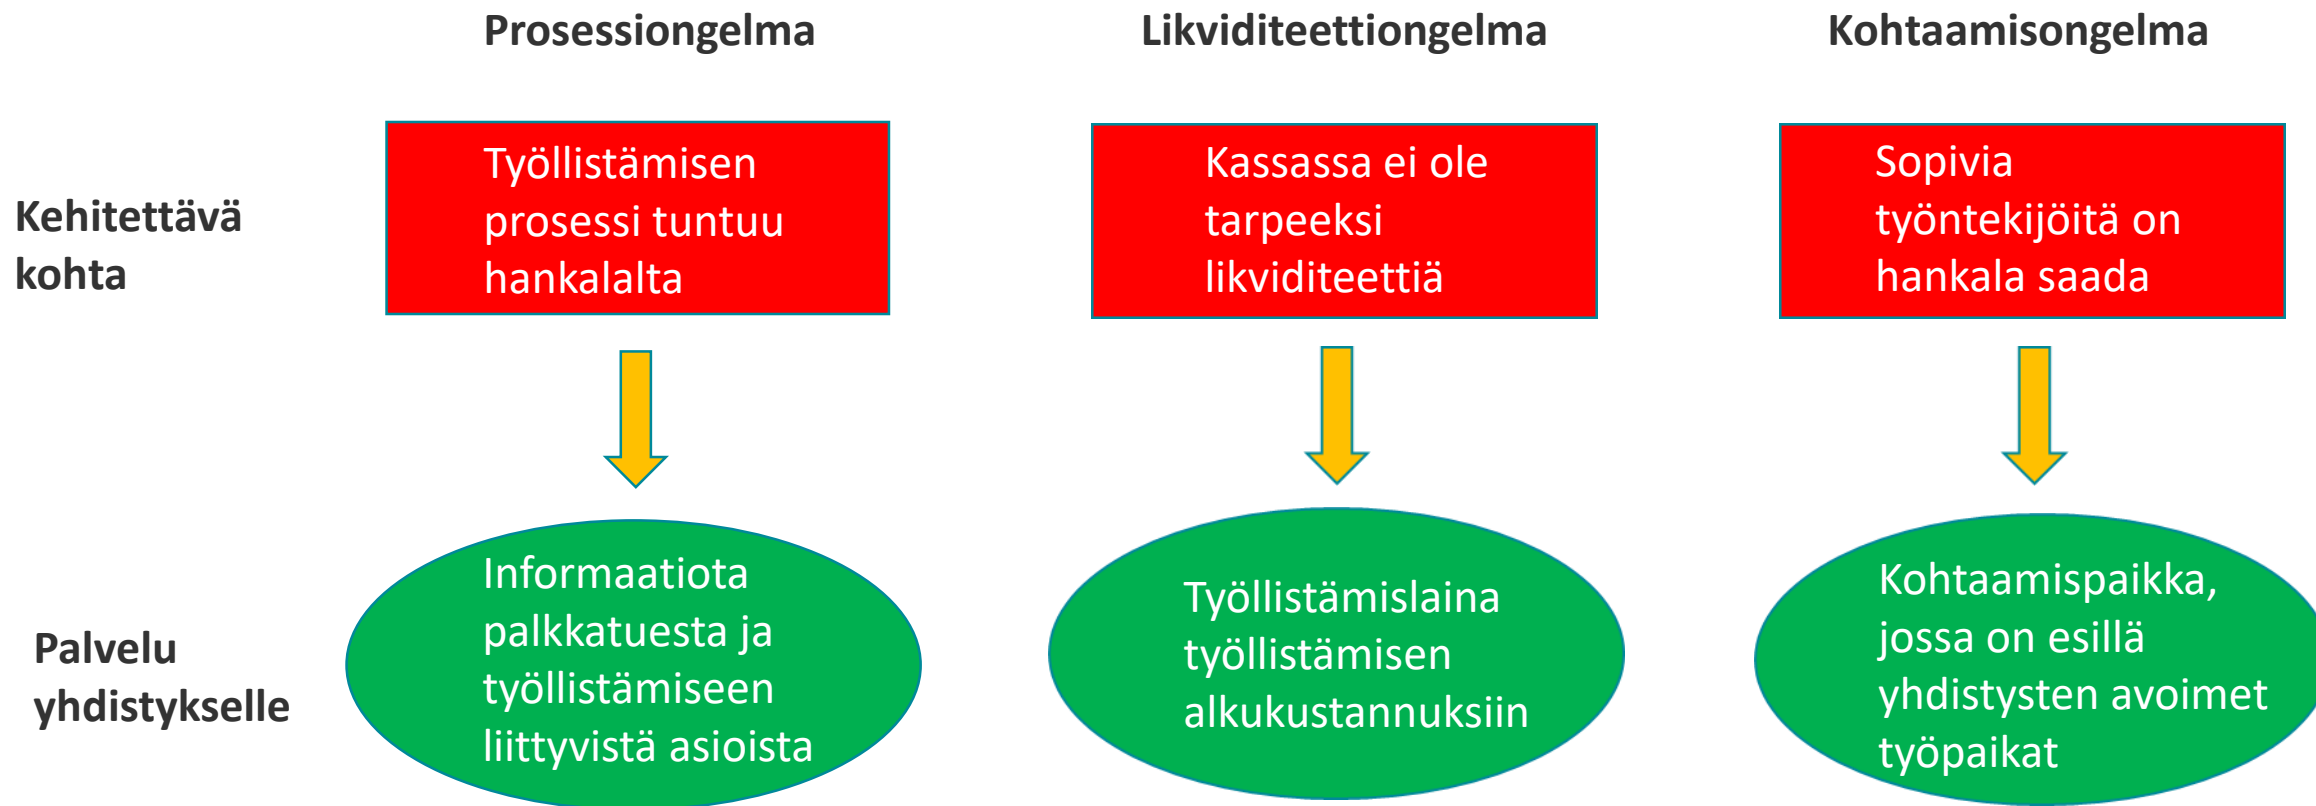 Prosessiongelma
Likviditeettiongelma
Kohtaamisongelma
Kehitettävä
kohta
Työllistämisen
prosessi tuntuu
hankalalta
Kassassa ei ole
tarpeeksi
likviditeettiä
Sopivia
työntekijöitä on
hankala saada
Palvelu
yhdistykselle
Informaatiota
palkkatuesta ja
työllistämiseen
liittyvistä asioista
Työllistämislaina
työllistämisen
alkukustannuksiin
Kohtaamispaikka,
jossa on esillä
yhdistysten avoimet
työpaikat